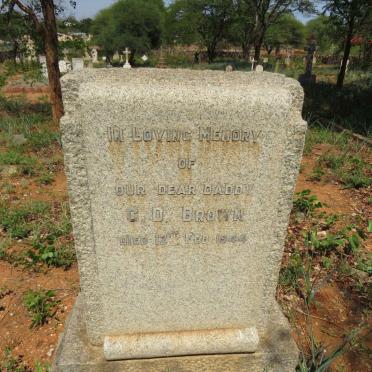 In Loving Memory
of
our dear Daddy
C. D. Brown
Died 12th Feb 1944